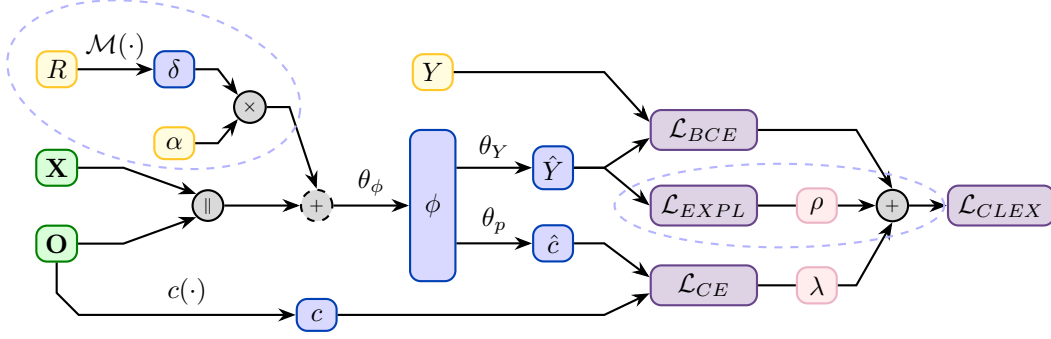 R
𝓜(·)
δ
×
α
X
O
∥
+
c(·)
c
θ_ϕ
ϕ
Y
θ_Y
Ŷ
θ_p
ĉ
𝓛_BCE
𝓛_EXPL
ρ
+
𝓛_CLEX
𝓛_CE
λ